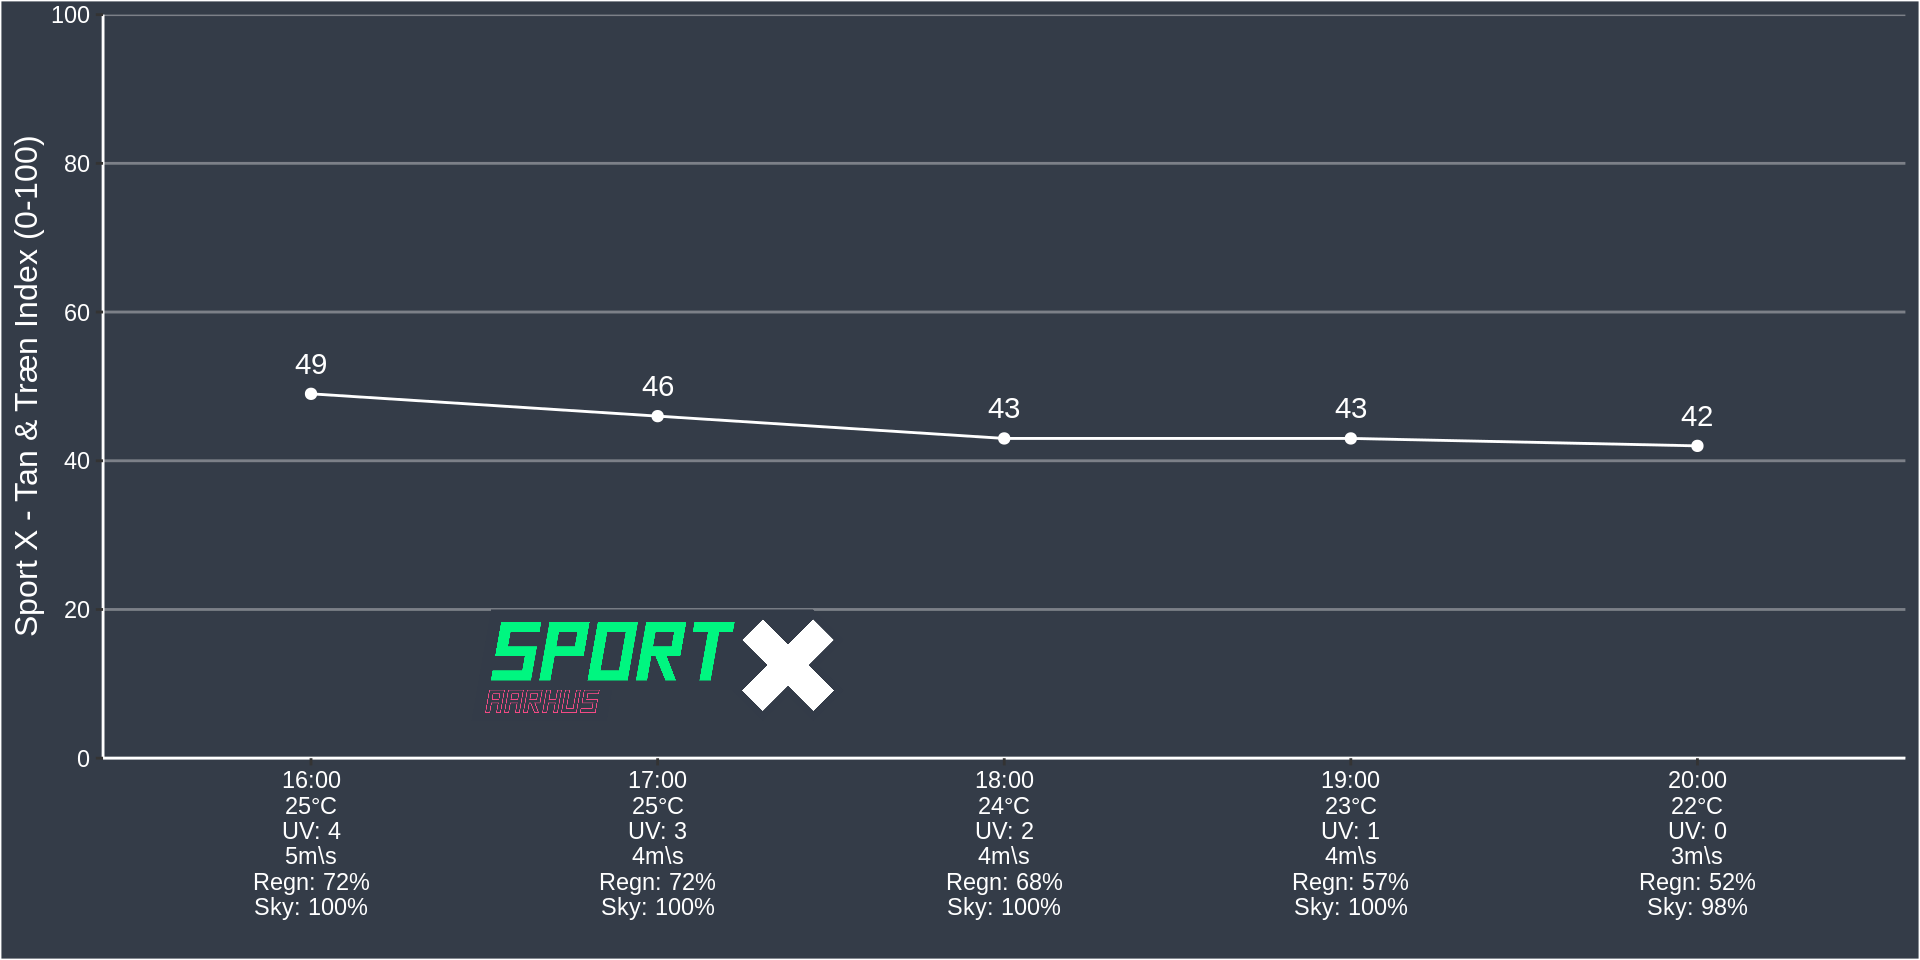 Sport X - Tan & Træn Index (0-100)
100
80
60
40
20
0
49
46
43
43
42
SPORT X
AARHUS
16:00
25°C
UV: 4
5m\s
Regn: 72%
Sky: 100%
17:00
25°C
UV: 3
4m\s
Regn: 72%
Sky: 100%
18:00
24°C
UV: 2
4m\s
Regn: 68%
Sky: 100%
19:00
23°C
UV: 1
4m\s
Regn: 57%
Sky: 100%
20:00
22°C
UV: 0
3m\s
Regn: 52%
Sky: 98%